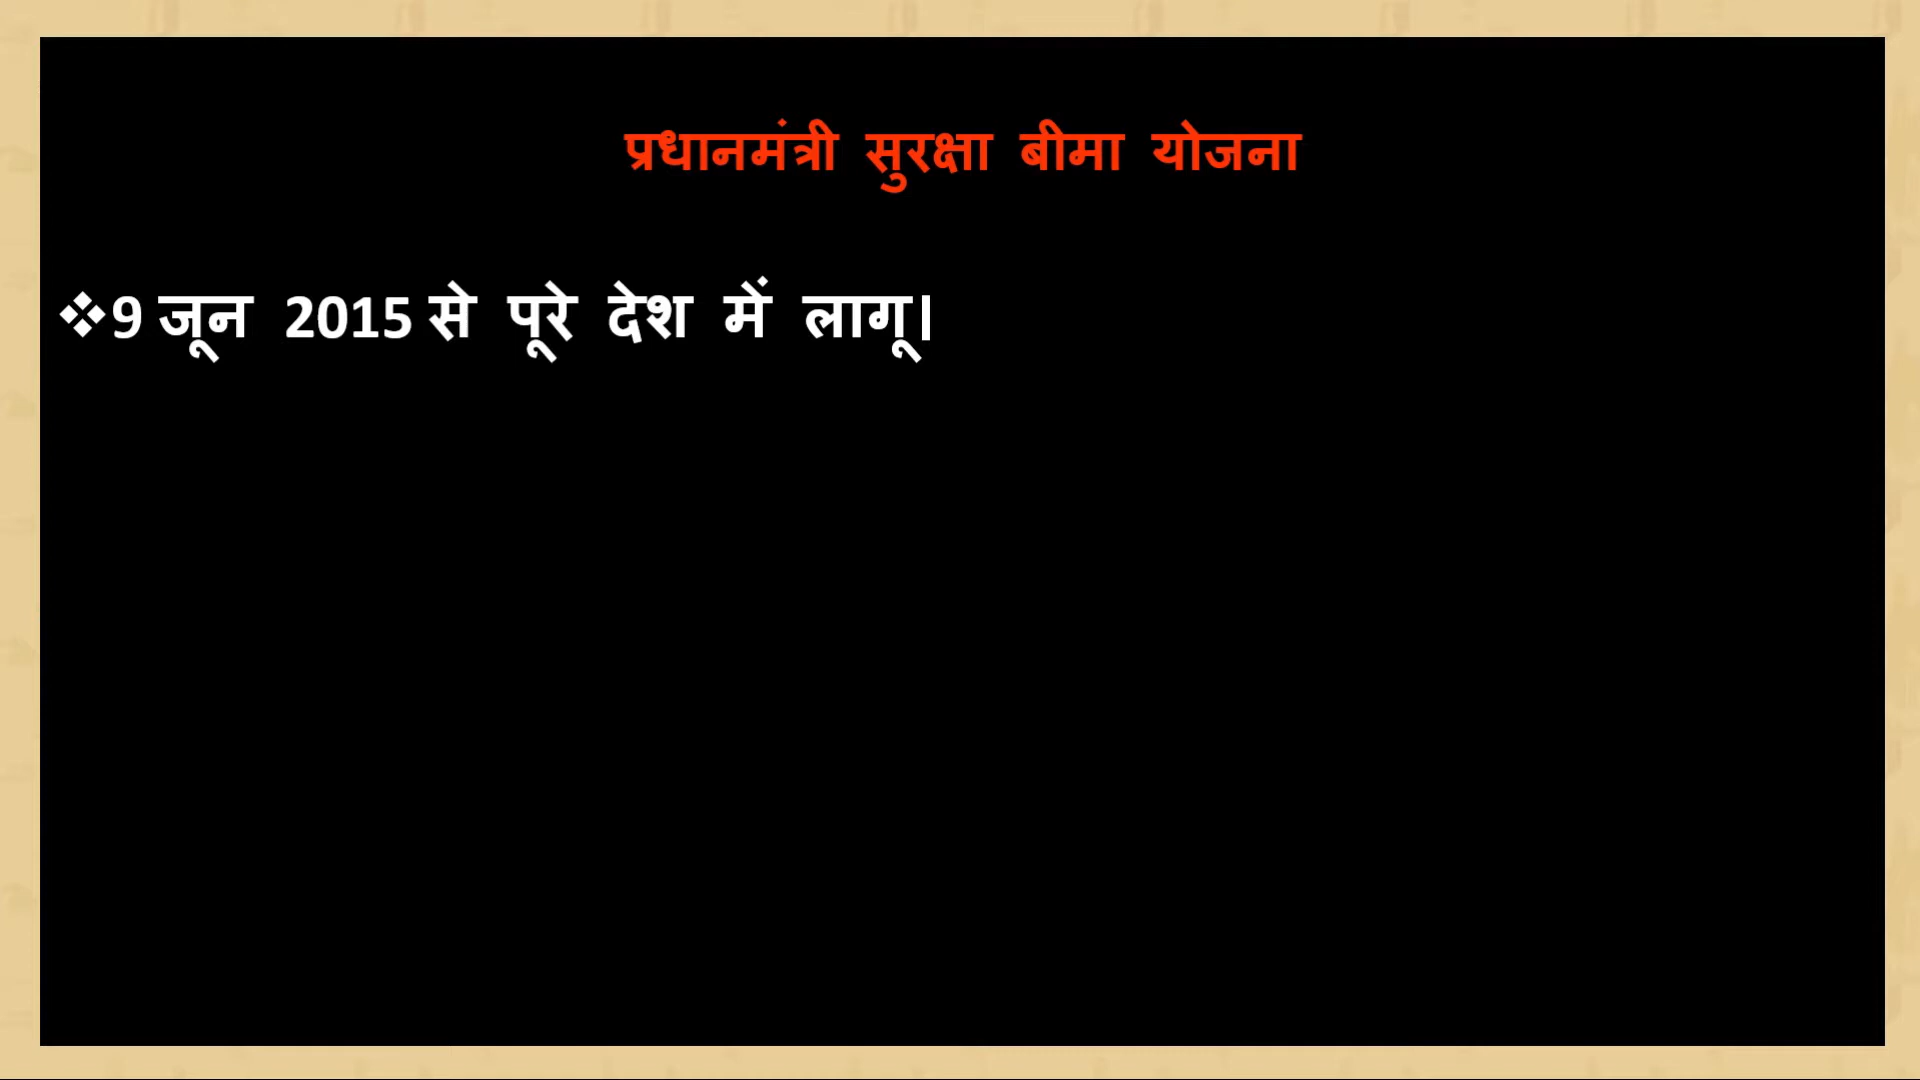 प्रधानमंत्री सुरक्षा बीमा योजना
❖9 जून 2015 से पूरे देश में लागू।